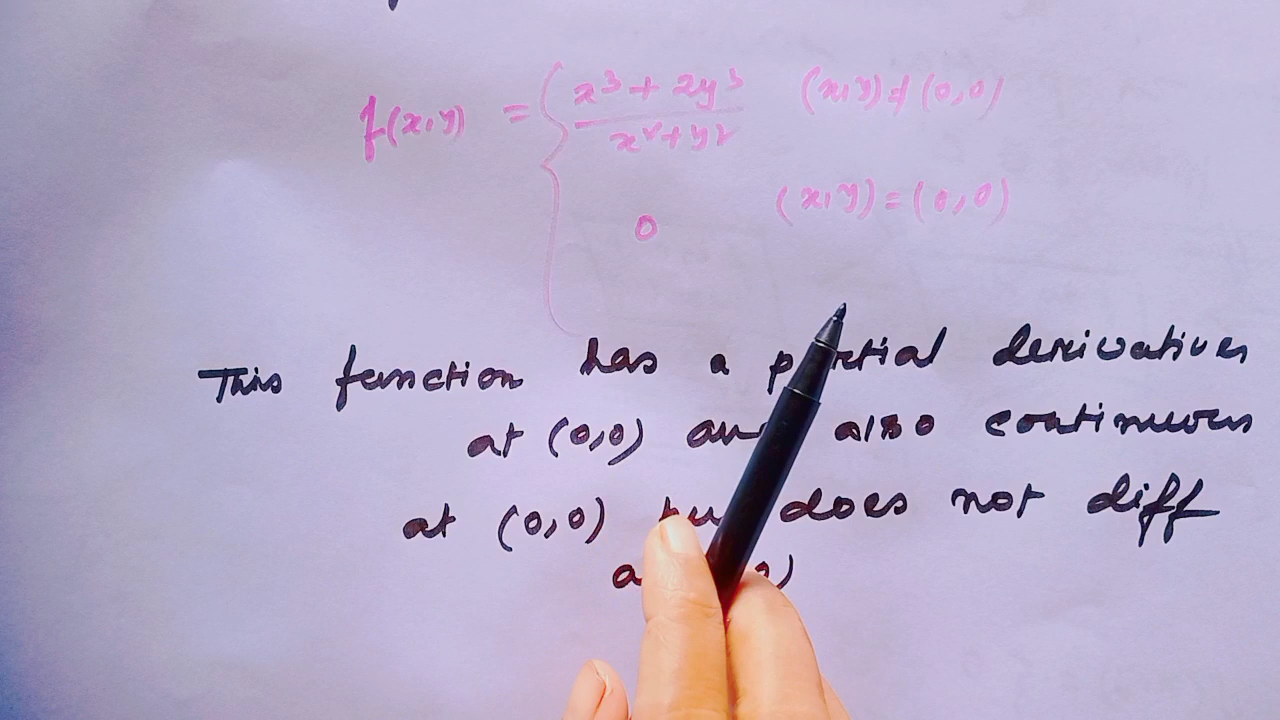 f(x,y) = { x³ + 2y³ / x² + y² (x,y) ≠ (0,0)
0 (x,y) = (0,0)
This function has a partial derivatives
at (0,0) also continuous
at (0,0) does not diff